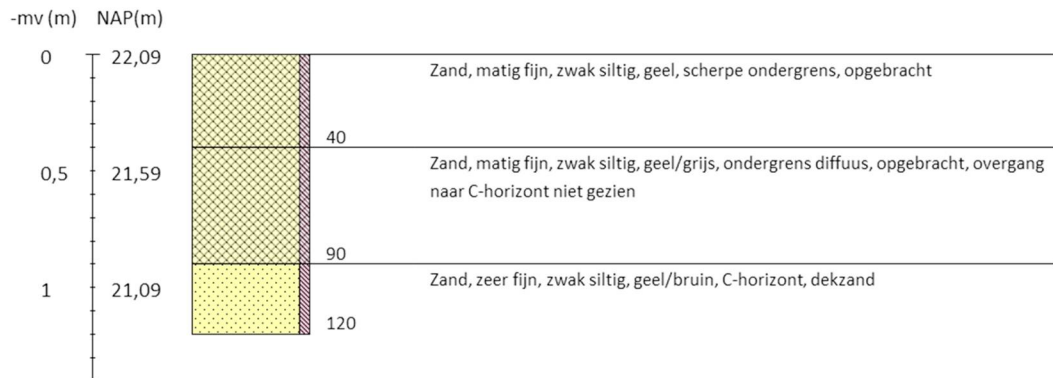 -mv (m) NAP(m)
0 22,09
Zand, matig fijn, zwak siltig, geel, scherpe ondergrens, opgebracht
40
0,5 21,59
Zand, matig fijn, zwak siltig, geel/grijs, ondergrens diffuus, opgebracht, overgang
naar C-horizont niet gezien
90
1 21,09
Zand, zeer fijn, zwak siltig, geel/bruin, C-horizont, dekzand
120